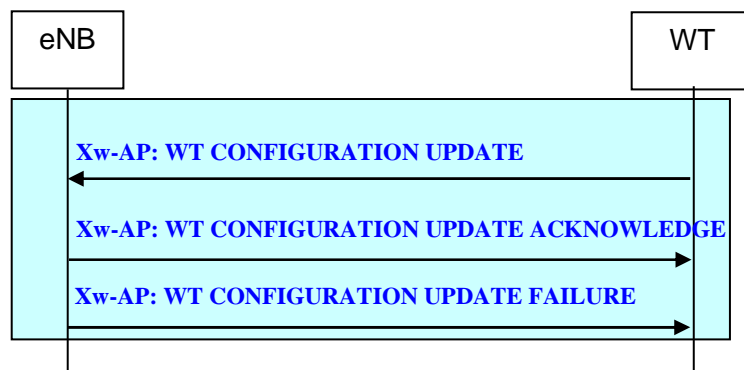 eNB
WT
Xw-AP: WT CONFIGURATION UPDATE
Xw-AP: WT CONFIGURATION UPDATE ACKNOWLEDGE
Xw-AP: WT CONFIGURATION UPDATE FAILURE